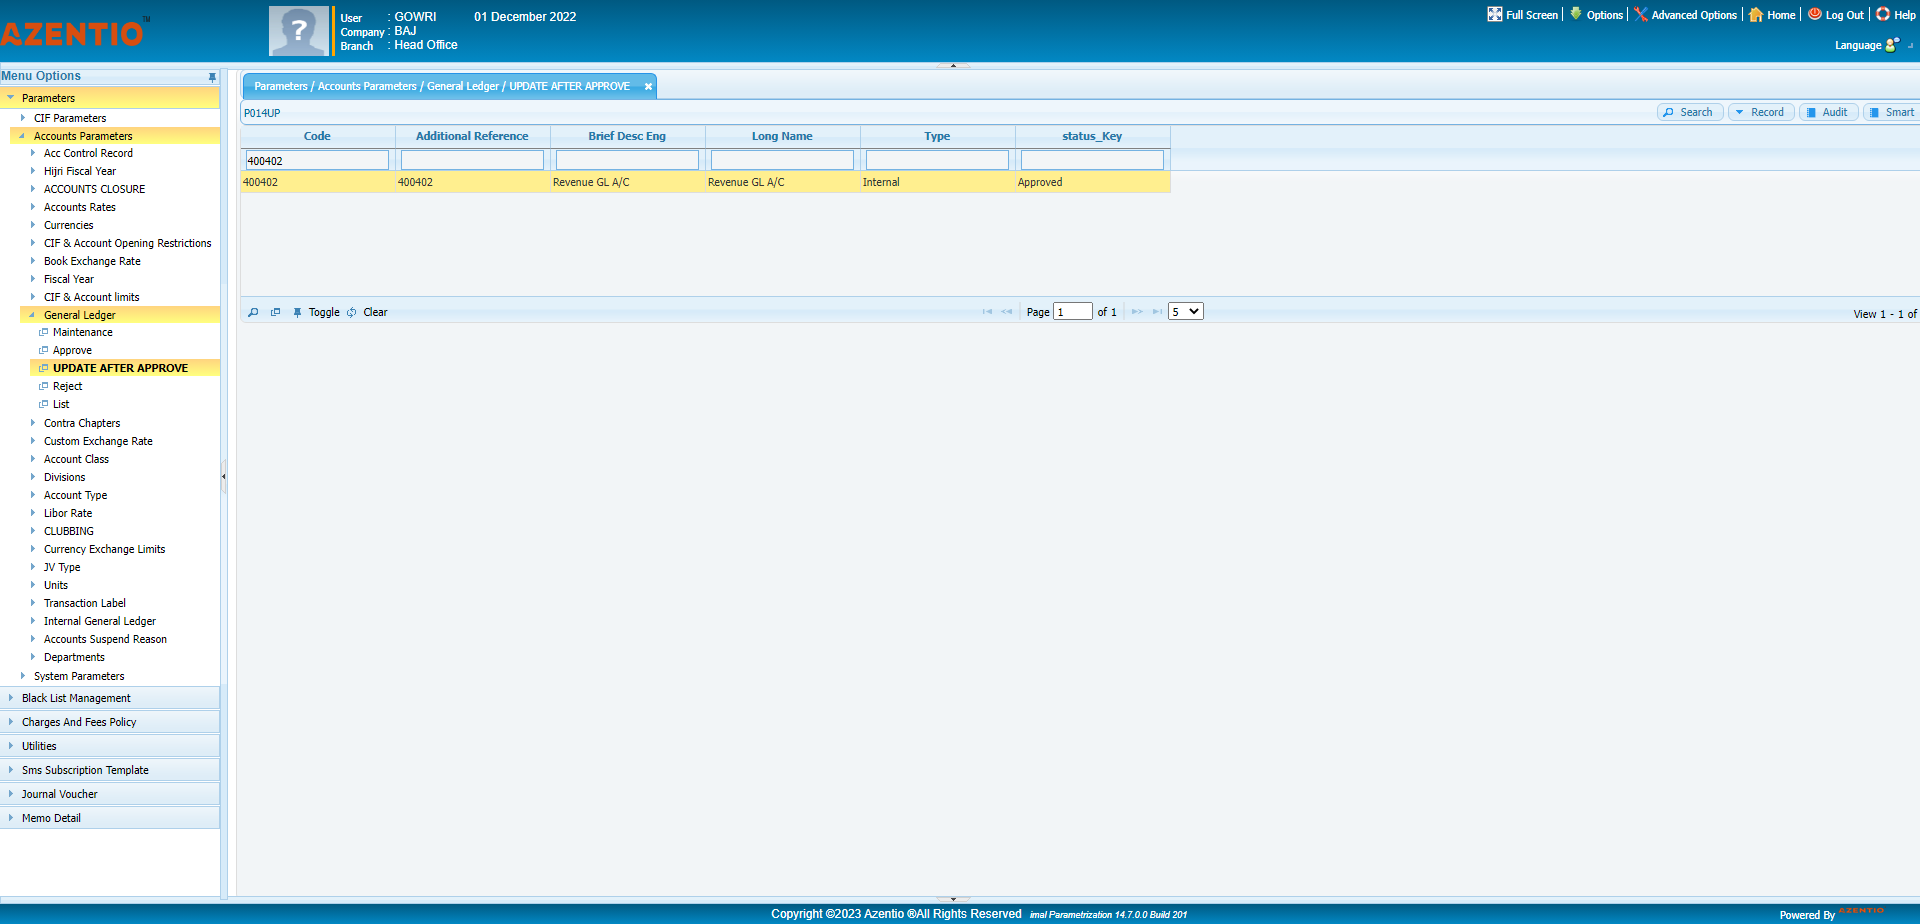 AZENTIO™
User : GOWRI 01 December 2022
Company : BAJ
Branch : Head Office
Full Screen Options Advanced Options Home Log Out Help
Language
Menu Options
Parameters
CIF Parameters
Accounts Parameters
Acc Control Record
Hijri Fiscal Year
ACCOUNTS CLOSURE
Accounts Rates
Currencies
CIF & Account Opening Restrictions
Book Exchange Rate
Fiscal Year
CIF & Account limits
General Ledger
Maintenance
Approve
UPDATE AFTER APPROVE
Reject
List
Contra Chapters
Custom Exchange Rate
Account Class
Divisions
Account Type
Libor Rate
CLUBBING
Currency Exchange Limits
JV Type
Units
Transaction Label
Internal General Ledger
Accounts Suspend Reason
Departments
System Parameters
Black List Management
Charges And Fees Policy
Utilities
Sms Subscription Template
Journal Voucher
Memo Detail
Parameters / Accounts Parameters / General Ledger / UPDATE AFTER APPROVE
P014UP
Search Record Audit Smart
Code Additional Reference Brief Desc Eng Long Name Type status_Key
400402
400402 400402 Revenue GL A/C Revenue GL A/C Internal Approved
Toggle Clear
Page 1 of 1 5
View 1 - 1 of
Copyright ©2023 Azentio ®All Rights Reserved imal Parametrization 14.7.0.0 Build 201
Powered By AZENTIO